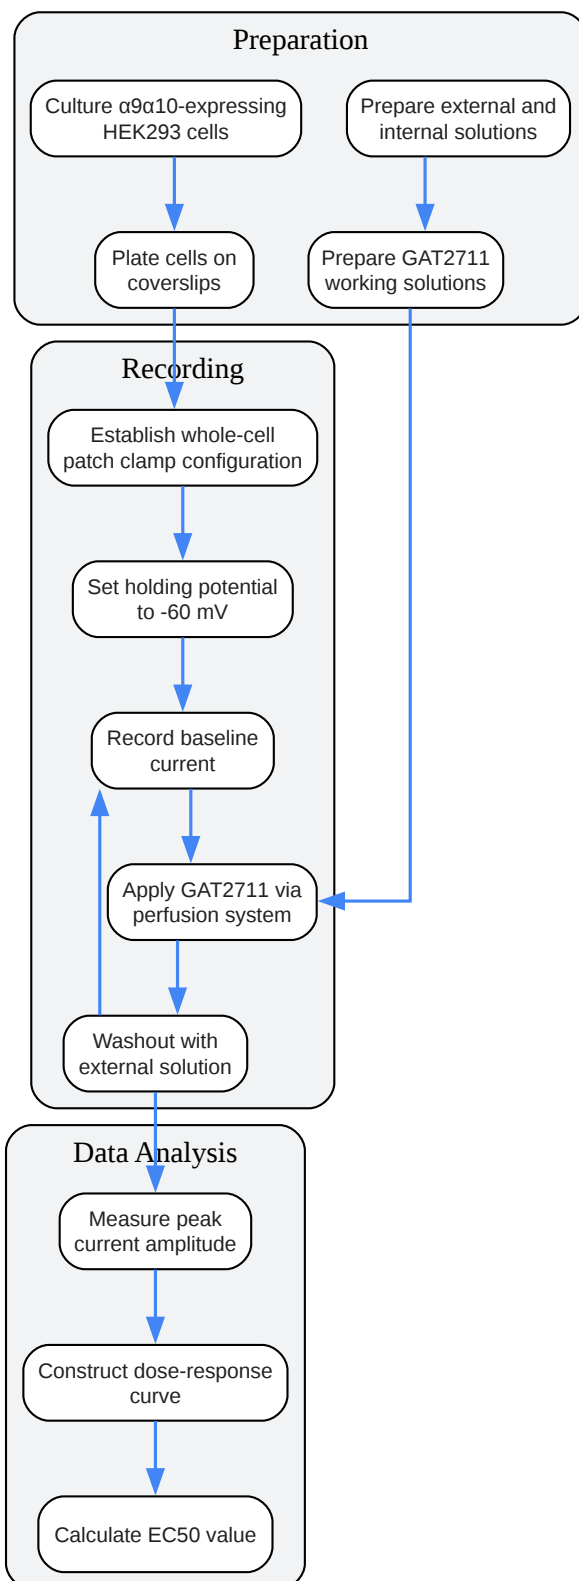 Preparation
Culture α9α10-expressing
HEK293 cells
Prepare external and
internal solutions
Plate cells on
coverslips
Prepare GAT2711
working solutions
Recording
Establish whole-cell
patch clamp configuration
Set holding potential
to -60 mV
Record baseline
current
Apply GAT2711 via
perfusion system
Washout with
external solution
Data Analysis
Measure peak
current amplitude
Construct dose-response
curve
Calculate EC50 value